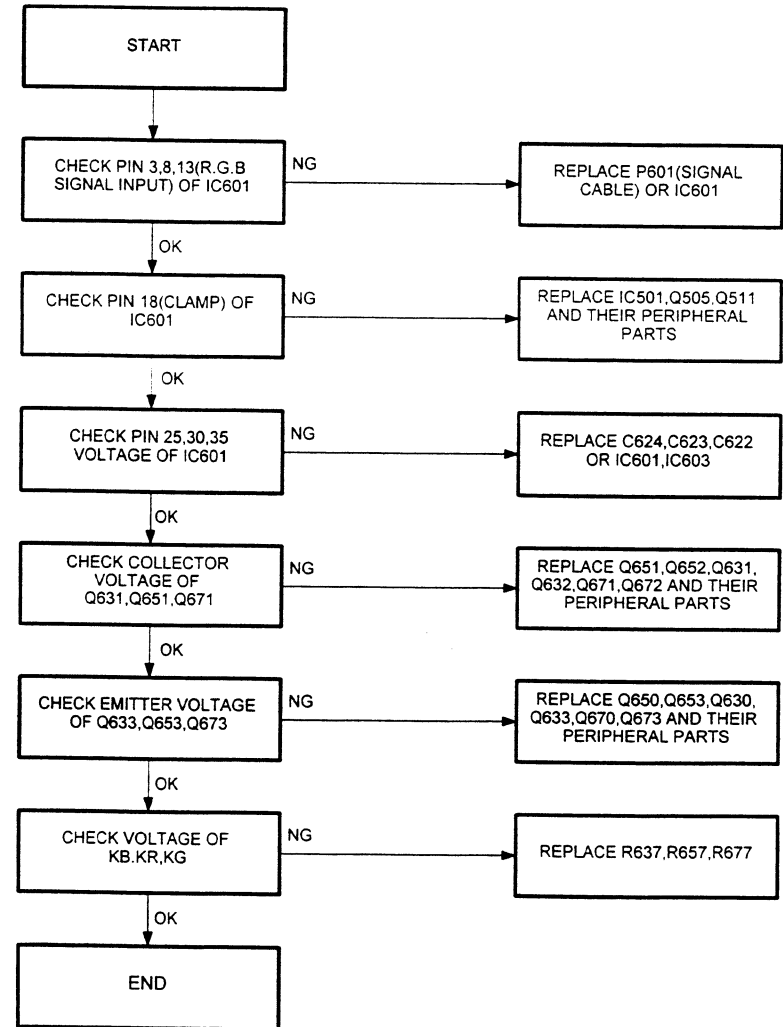 START
CHECK PIN 3,8,13(R.G.B
SIGNAL INPUT) OF IC601
NG
REPLACE P601(SIGNAL
CABLE) OR IC601
OK
CHECK PIN 18(CLAMP) OF
IC601
NG
REPLACE IC501,Q505.Q511
AND THEIR PERIPHERAL
PARTS
OK
CHECK PIN 25,30,35
VOLTAGE OF IC601
NG
REPLACE C624,C623,C622
OR IC601,IC603
OK
CHECK COLLECTOR
VOLTAGE OF
Q631,Q651,Q671
NG
REPLACE Q651,Q652,Q631,
Q632,Q671,Q672 AND THEIR
PERIPHERAL PARTS
OK
CHECK EMITTER VOLTAGE
OF Q633,Q653,Q673
NG
REPLACE Q650,Q653,Q630,
Q633,Q670,Q673 AND THEIR
PERIPHERAL PARTS
OK
CHECK VOLTAGE OF
KB.KR,KG
NG
REPLACE R637,R657,R677
OK
END